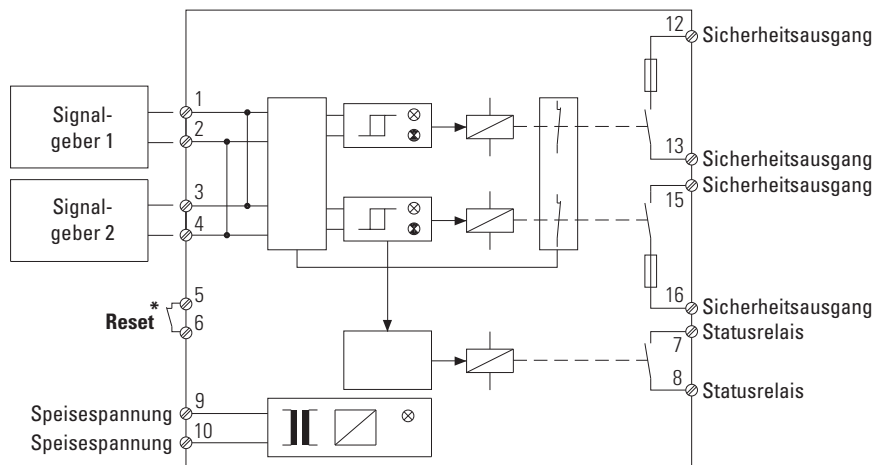 12
Sicherheitsausgang
Signal-
geber 1
1
2
13
Sicherheitsausgang
Signal-
geber 2
3
4
Sicherheitsausgang
15
5
*
Reset
6
16
Sicherheitsausgang
Statusrelais
7
8
Statusrelais
Speisespannung
9
Speisespannung
10